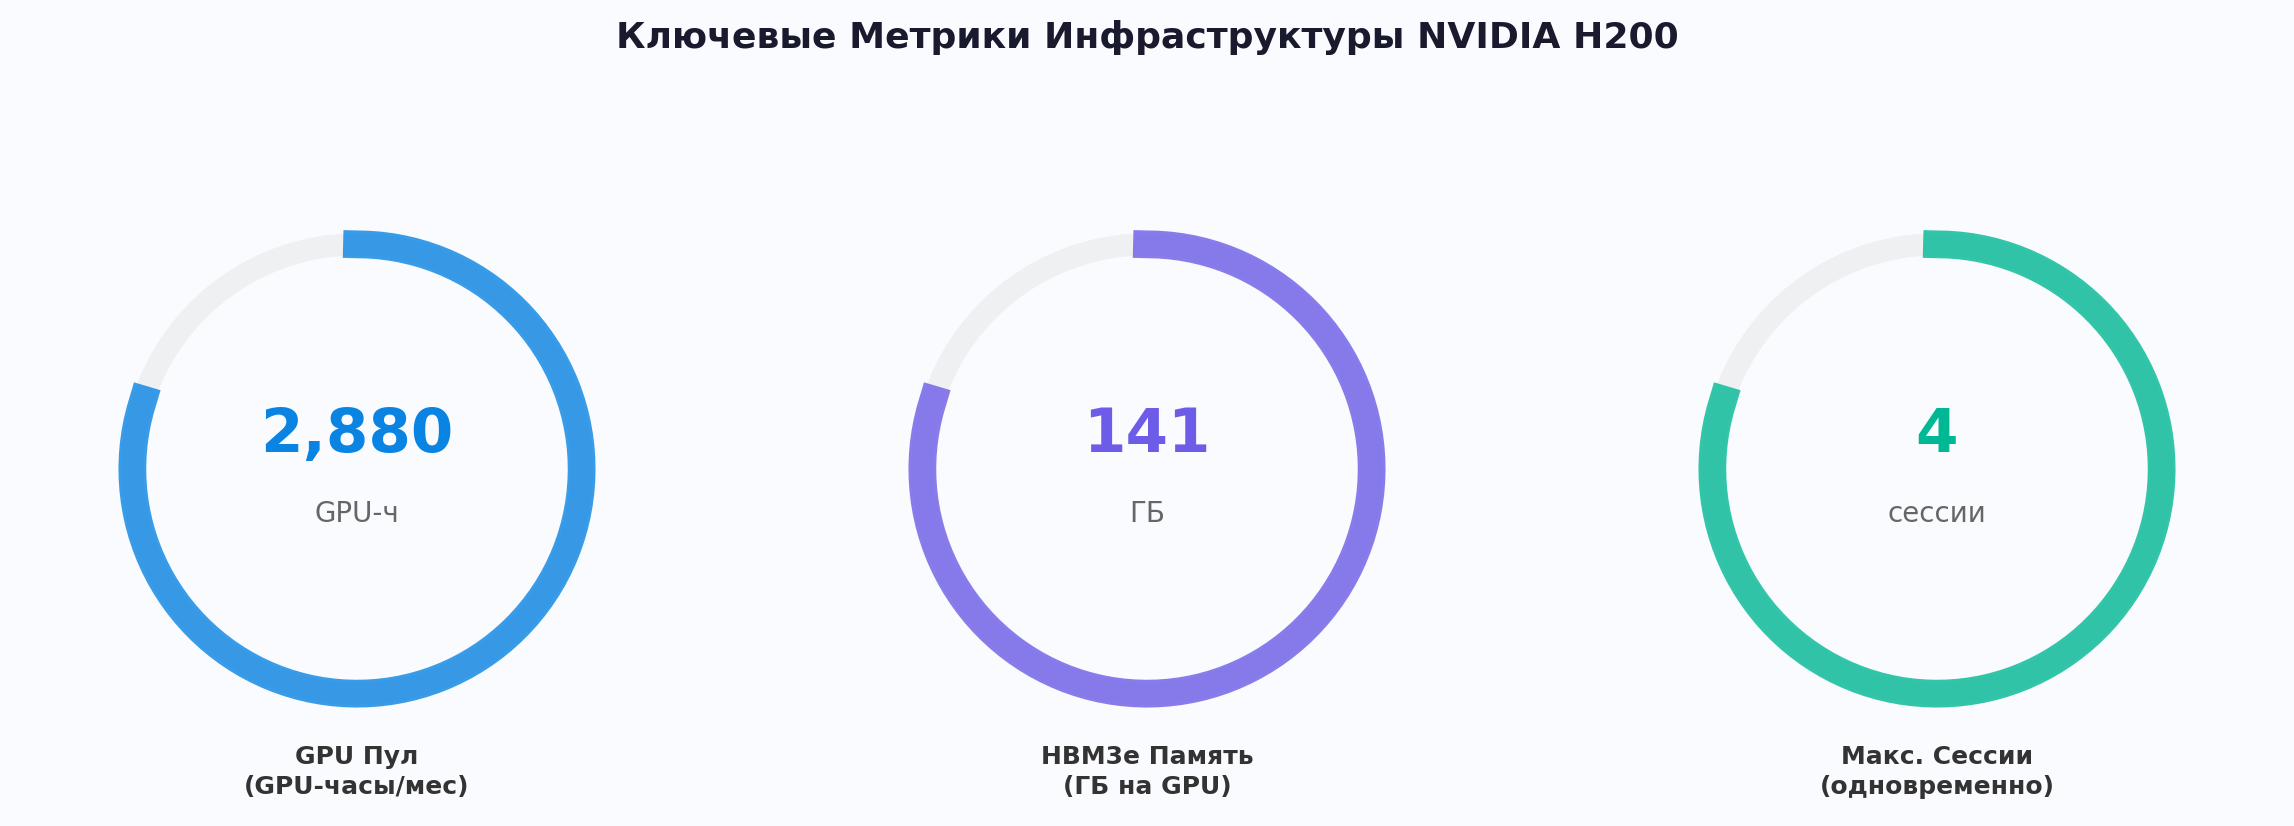 Ключевые Метрики Инфраструктуры NVIDIA H200
2,880
GPU-ч
GPU Пул
(GPU-часы/мес)
141
ГБ
HBM3e Память
(ГБ на GPU)
4
сессии
Макс. Сессии
(одновременно)